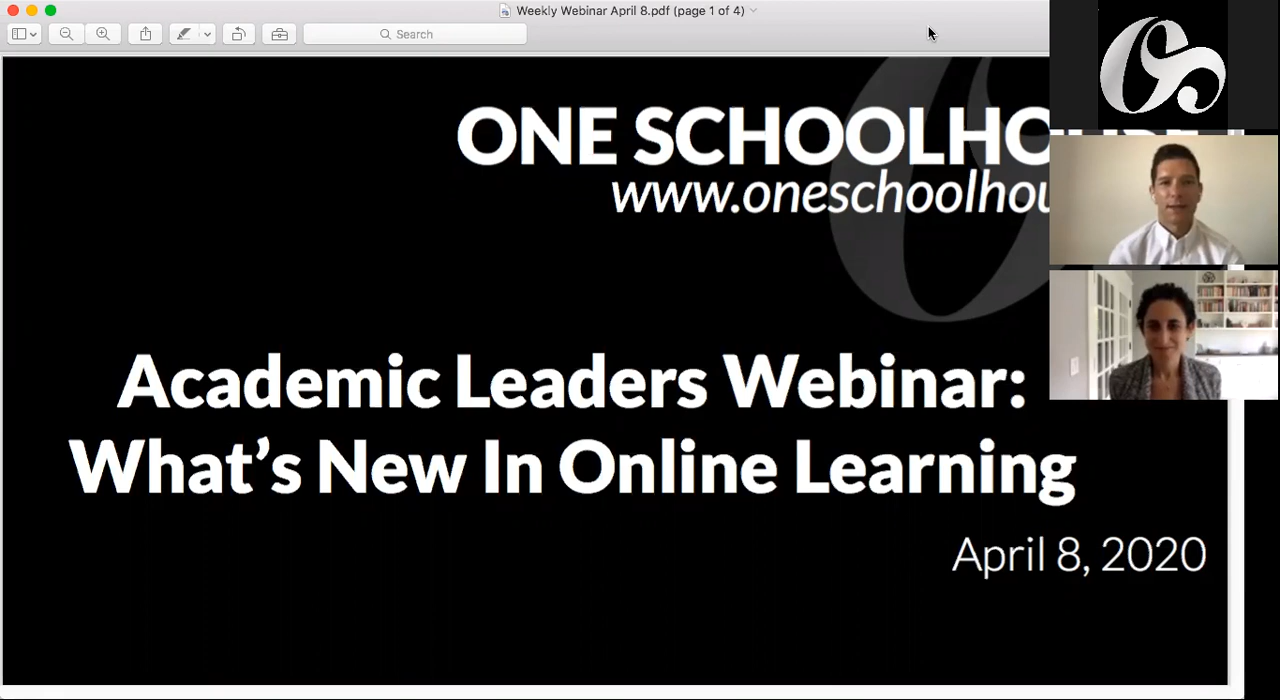 Weekly Webinar April 8.pdf (page 1 of 4)
Search
ONE SCHOOLHOUSE
www.oneschoolhou
Academic Leaders Webinar:
What's New In Online Learning
April 8, 2020